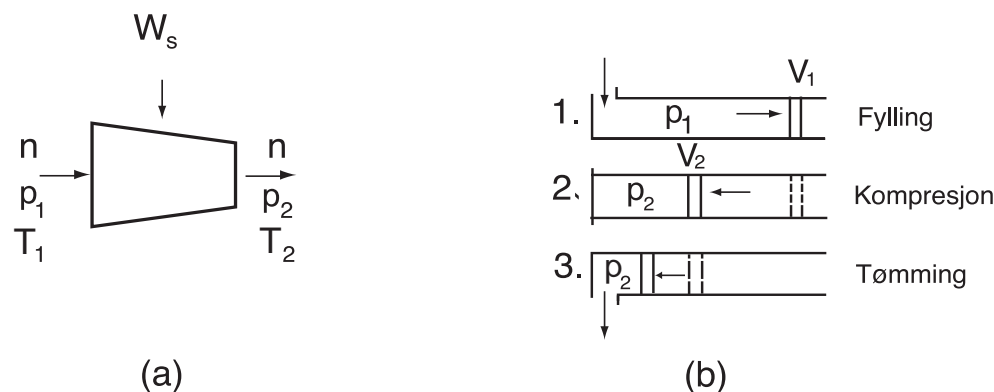 W_s
n
p_1
T_1
n
p_2
T_2
(a)
V_1
1.
p_1
Fylling
V_2
2.
p_2
Kompresjon
3.
p_2
Tømming
(b)